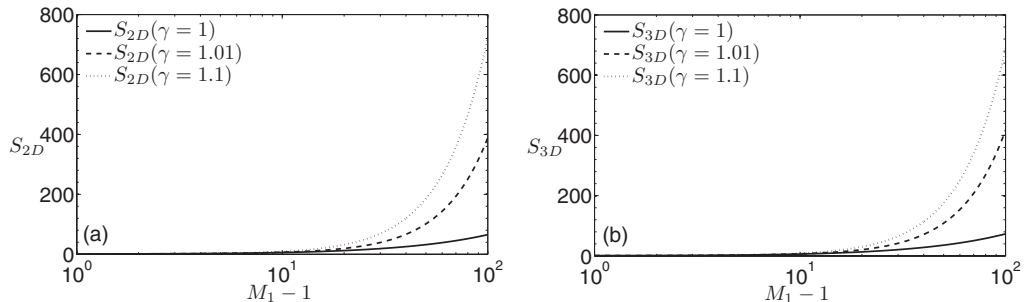 800
600
400
200
0
S_{2D}
S_{2D}(γ = 1)
S_{2D}(γ = 1.01)
S_{2D}(γ = 1.1)
(a)
10^0
10^1
10^2
M_1 − 1
800
600
400
200
0
S_{3D}
S_{3D}(γ = 1)
S_{3D}(γ = 1.01)
S_{3D}(γ = 1.1)
(b)
10^0
10^1
10^2
M_1 − 1